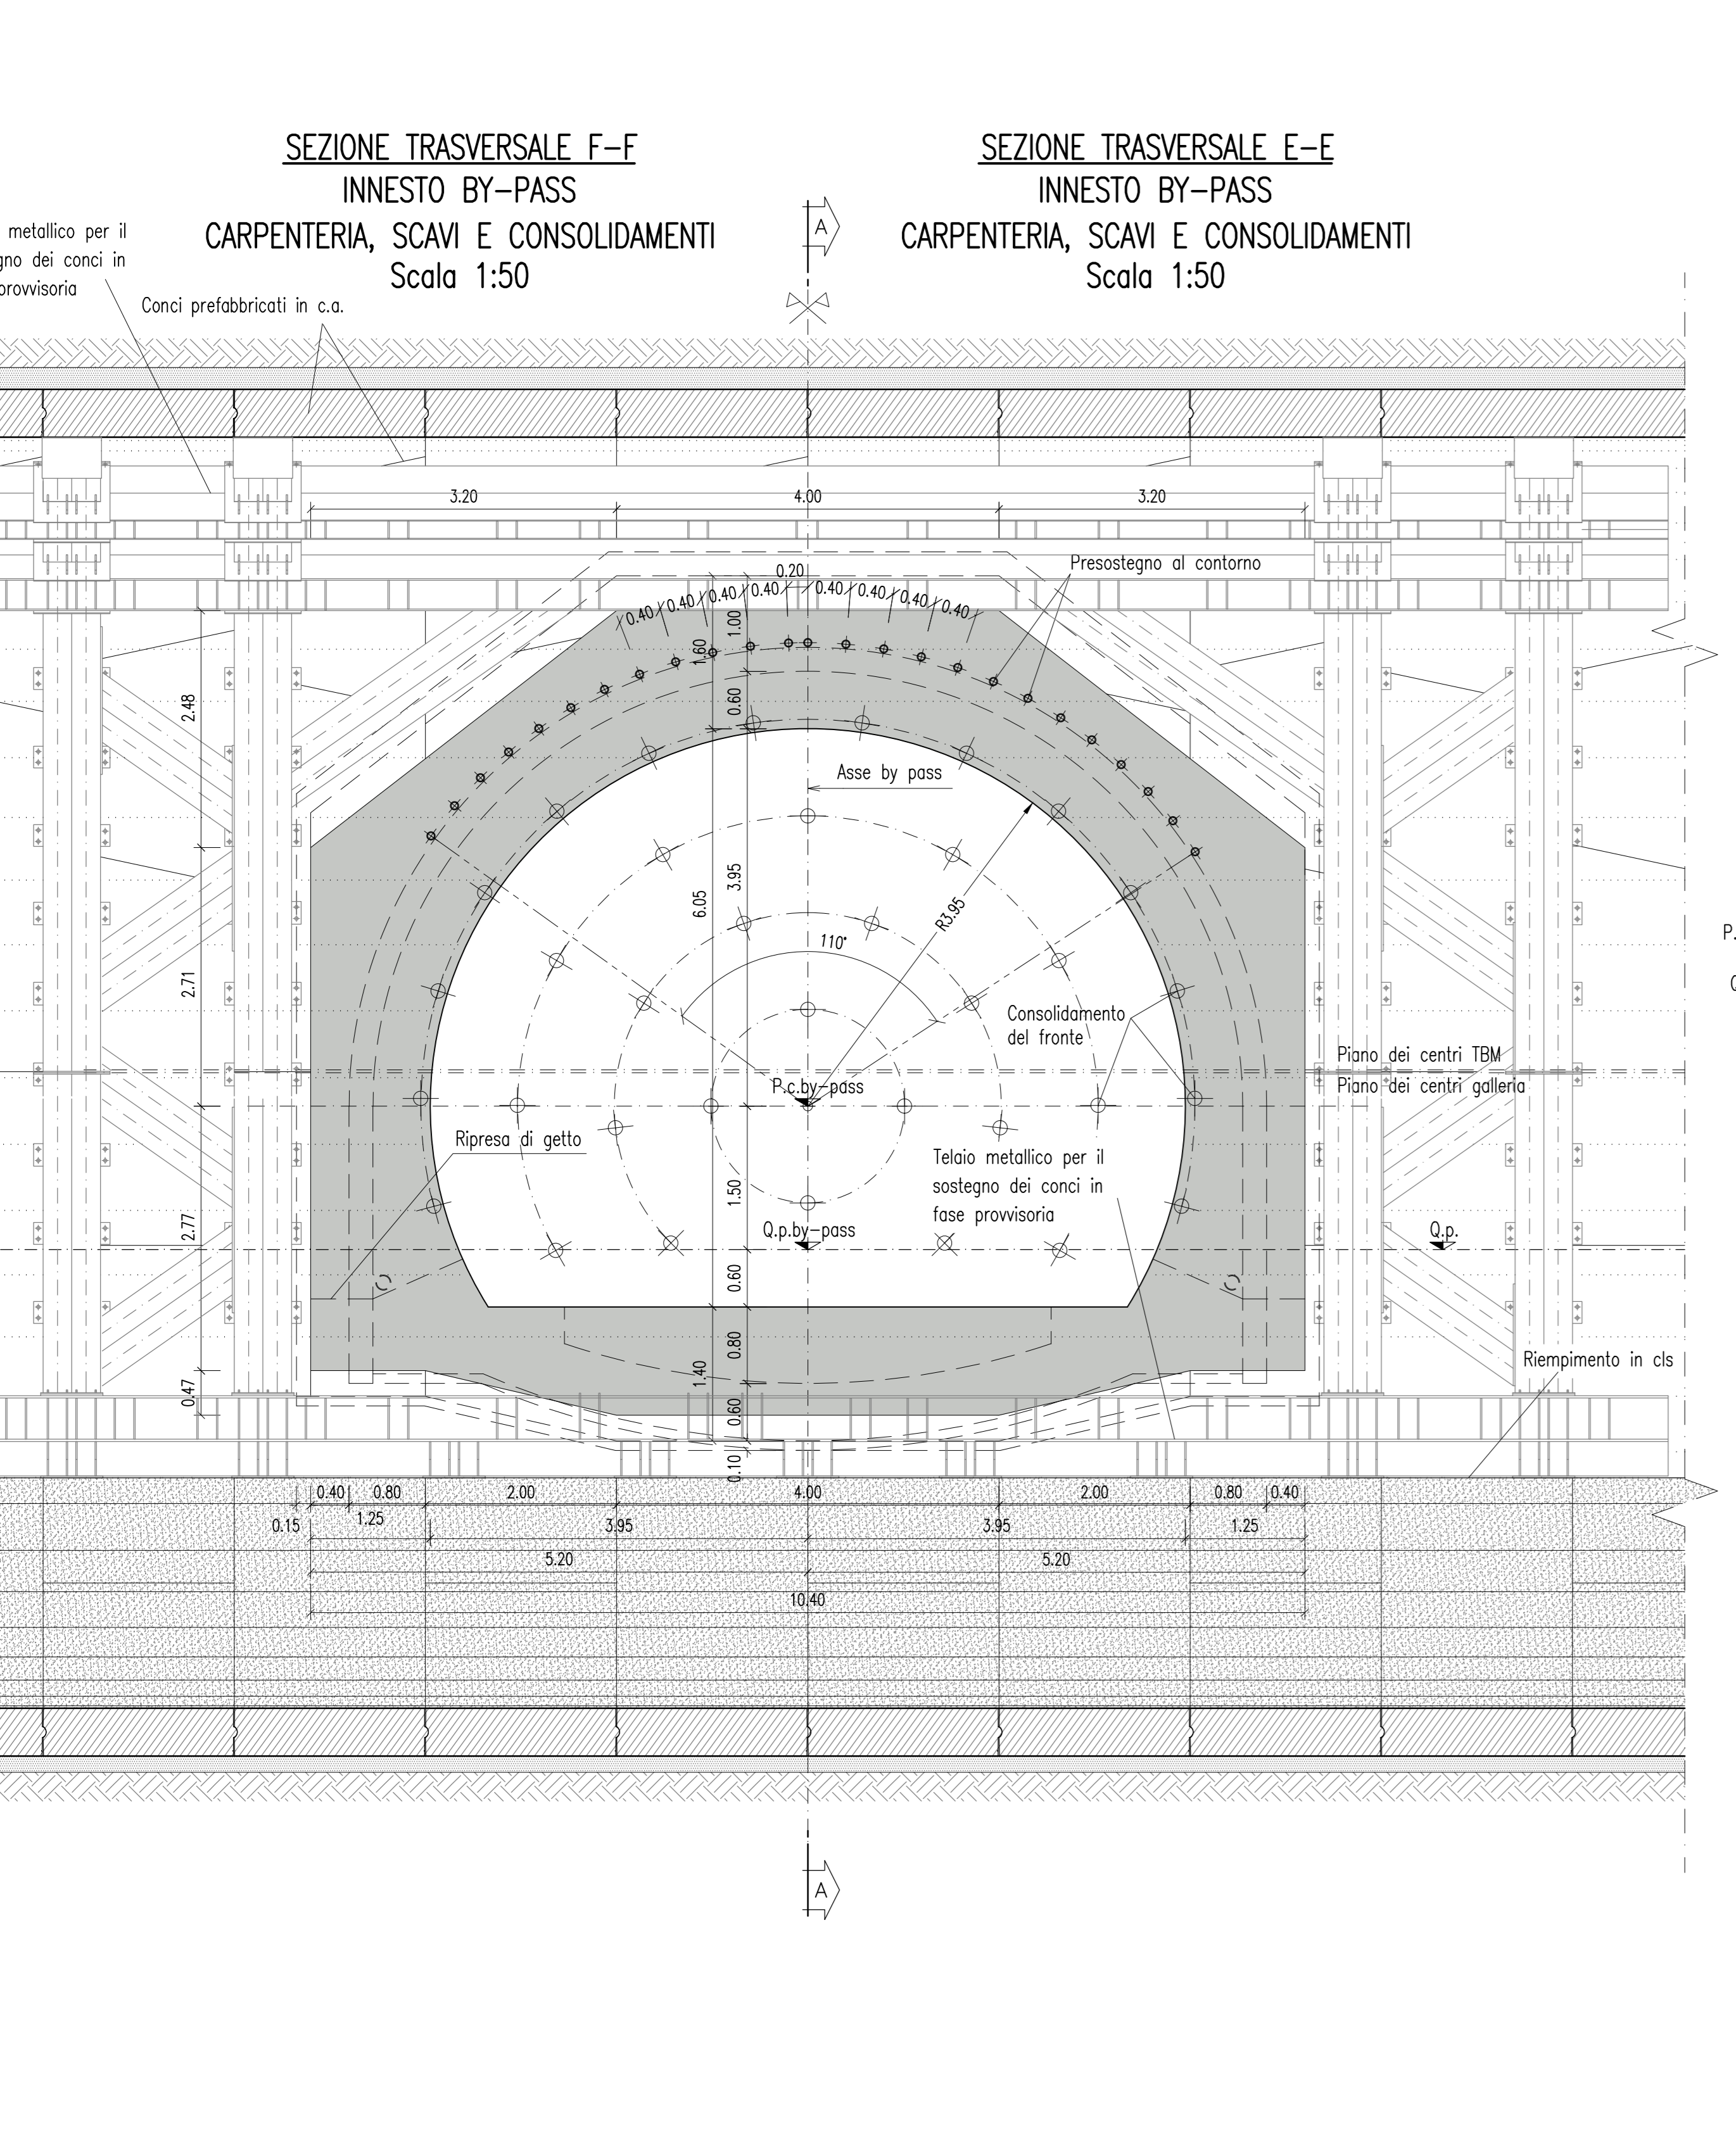 SEZIONE TRASVERSALE F-F
INNESTO BY-PASS
CARPENTERIA, SCAVI E CONSOLIDAMENTI
Scala 1:50
SEZIONE TRASVERSALE E-E
INNESTO BY-PASS
CARPENTERIA, SCAVI E CONSOLIDAMENTI
Scala 1:50
A
metallico per il
gno dei conci in
provvisoria
Conci prefabbricati in c.a.
3.20
4.00
3.20
Presostegno al contorno
0.20
0.40
0.40
0.40
0.40
0.40
0.40
0.40
0.40
1.00
1.60
0.60
2.48
Asse by pass
3.95
6.05
R3.95
110°
2.71
Consolidamento
del fronte
Piano dei centri TBM
Piano dei centri galleria
P.c.by-pass
Ripresa di getto
Telaio metallico per il
sostegno dei conci in
fase provvisoria
1.50
Q.p.by-pass
Q.p.
2.77
0.60
0.80
1.40
0.47
0.60
0.10
Riempimento in cls
0.40
0.80
2.00
4.00
2.00
0.80
0.40
0.15
1.25
3.95
3.95
1.25
5.20
5.20
10.40
A
P.